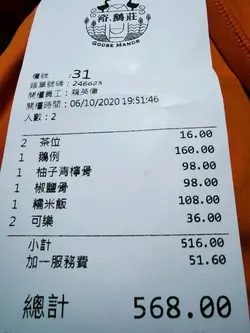 裕鵝莊
GOOSE MANOR
檯號 : 31
賬單號碼 : 246625
開檯員工 : 賴英偉
開檯時間 : 06/10/2020 19:51:46
人數 : 2
2 茶位 16.00
1 鵝例 160.00
1 柚子青檸骨 98.00
1 椒鹽骨 98.00
1 糯米飯 108.00
2 可樂 36.00
小計 516.00
加一服務費 51.60
總計 568.00